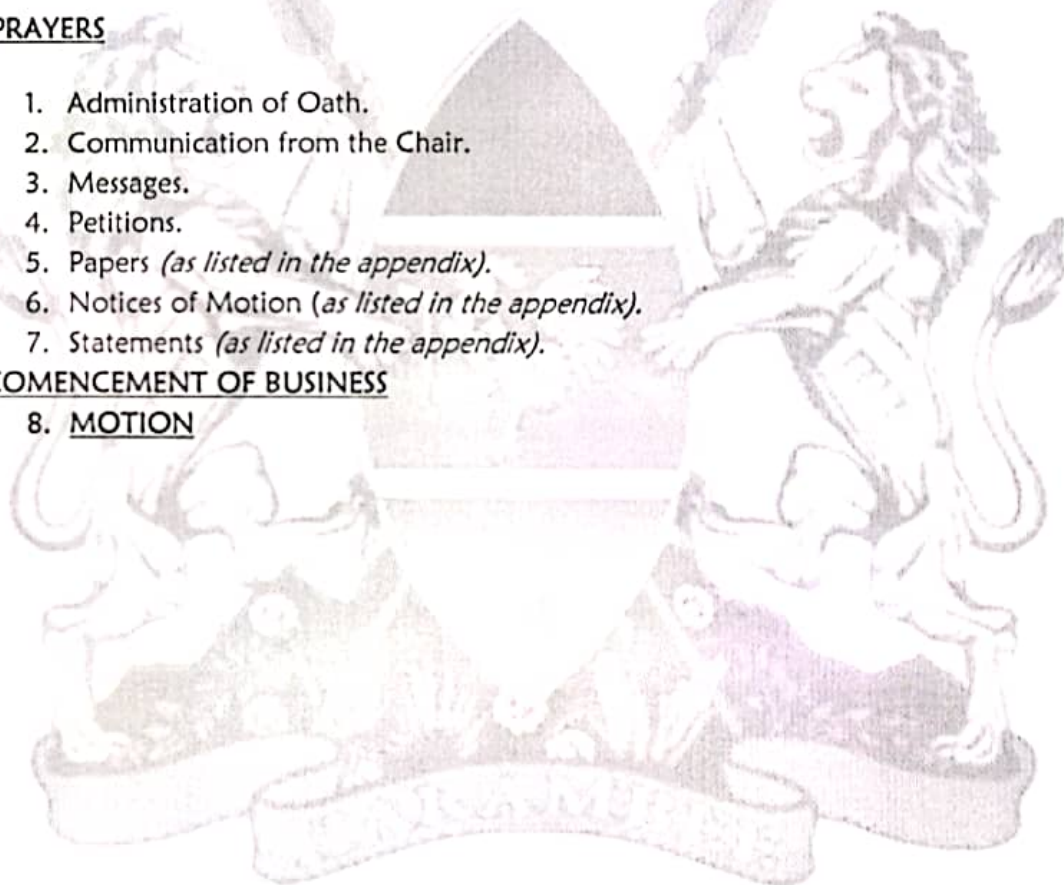 PRAYERS
1. Administration of Oath.
2. Communication from the Chair.
3. Messages.
4. Petitions.
5. Papers (as listed in the appendix).
6. Notices of Motion (as listed in the appendix).
7. Statements (as listed in the appendix).
COMENCEMENT OF BUSINESS
8. MOTION